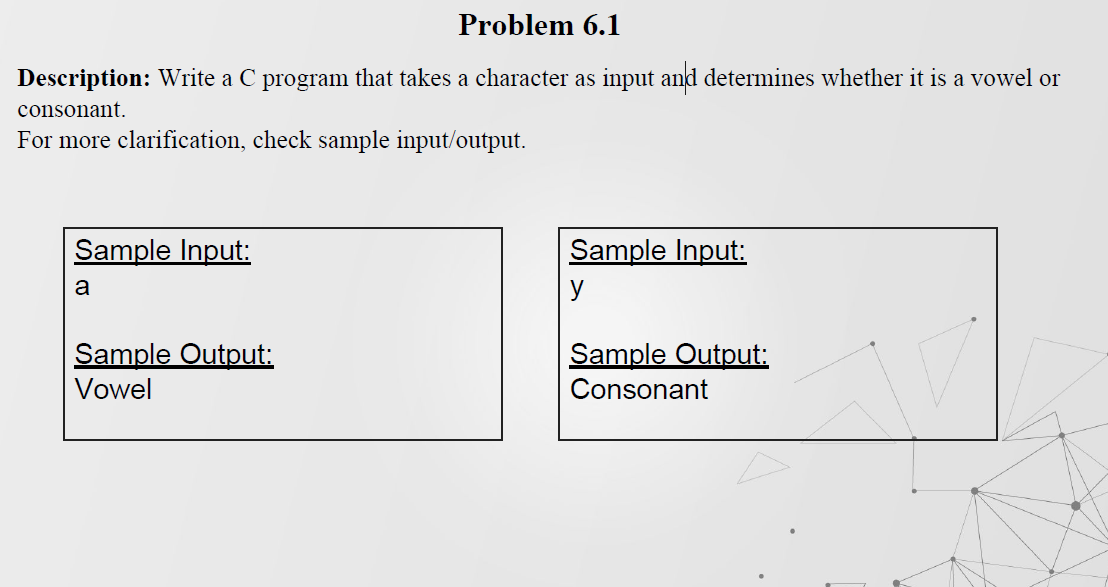 Problem 6.1
Description: Write a C program that takes a character as input and determines whether it is a vowel or
consonant.
For more clarification, check sample input/output.
Sample Input:
a
Sample Output:
Vowel
Sample Input:
y
Sample Output:
Consonant